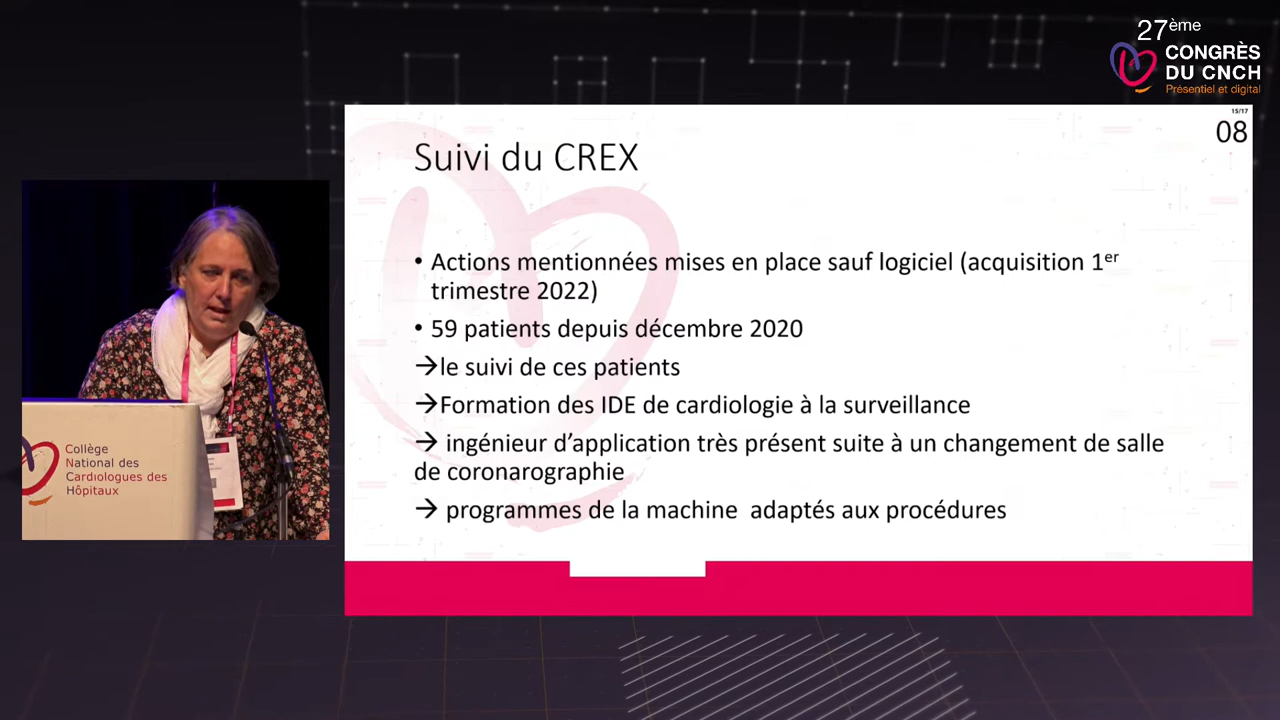 27ème
CONGRÈS
DU CNCH
Présentiel et digital
15/17
08
Suivi du CREX
• Actions mentionnées mises en place sauf logiciel (acquisition 1er
trimestre 2022)
• 59 patients depuis décembre 2020
→le suivi de ces patients
→Formation des IDE de cardiologie à la surveillance
→ ingénieur d’application très présent suite à un changement de salle
de coronarographie
→ programmes de la machine adaptés aux procédures
Collège
National des
Cardiologues des
Hôpitaux